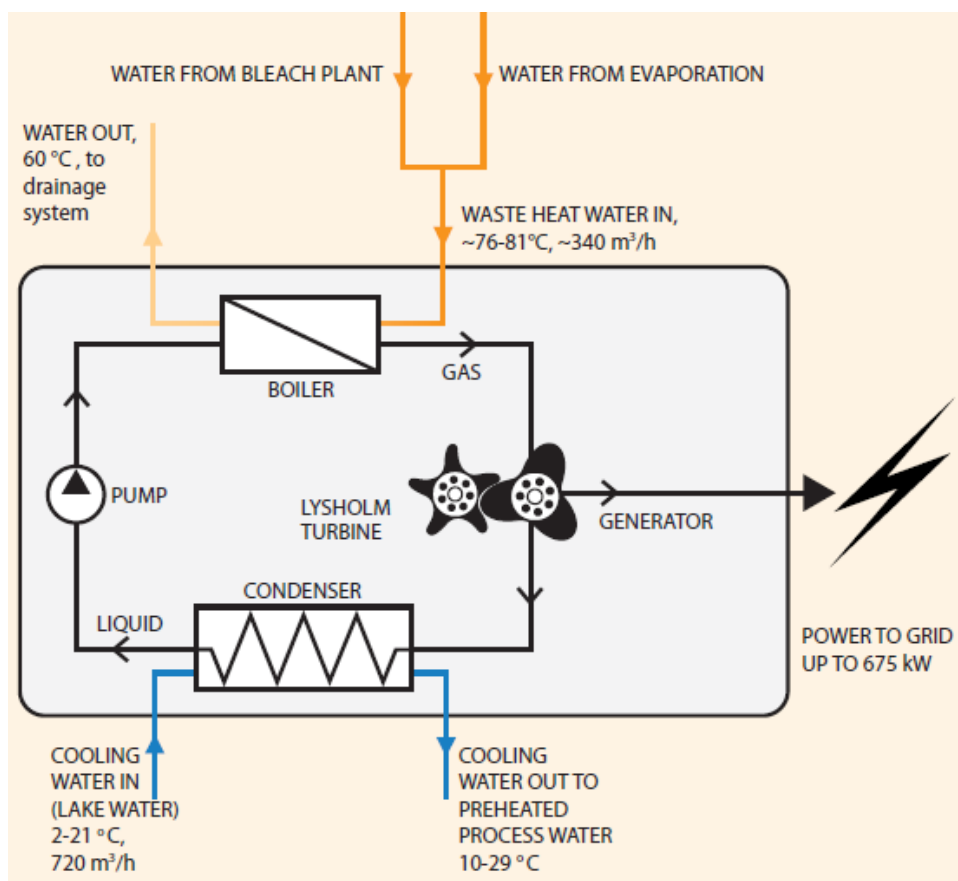 WATER FROM BLEACH PLANT
WATER FROM EVAPORATION
WATER OUT,
60 °C , to
drainage
system
WASTE HEAT WATER IN,
~76-81°C, ~340 m³/h
BOILER
GAS
PUMP
LYSHOLM
TURBINE
GENERATOR
CONDENSER
LIQUID
POWER TO GRID
UP TO 675 kW
COOLING
WATER IN
(LAKE WATER)
2-21 °C,
720 m³/h
COOLING
WATER OUT TO
PREHEATED
PROCESS WATER
10-29 °C